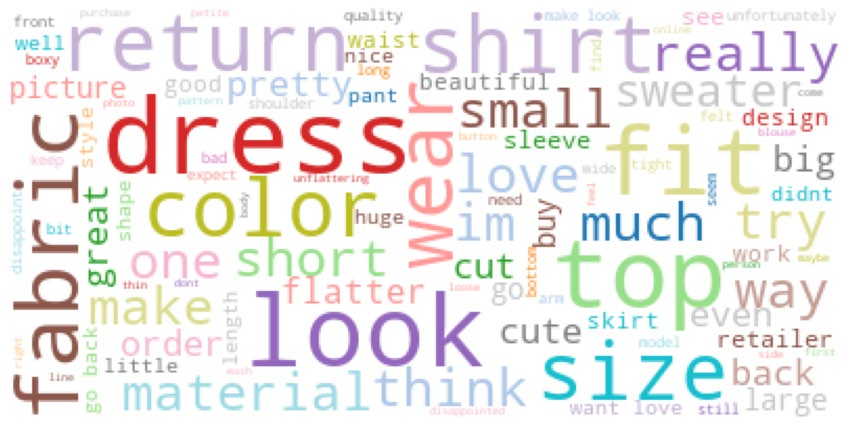 purchase petite quality make look see unfortunately
front return shirt online
well waist find really
boxy nice
picture good pretty long pant beautiful sweater come
photo pattern shoulder small felt design
style dress wear button sleeve fit blouse
keep bad love wide tight big
fabric expect unflattering seen didnt
disappoint great shape color body huge im need buy feel much try
bit
one short cut bottom top person work maybe
thin dont flatter loose go arm way
make look even
order length cute skirt retailer
go back little model side first
right wash think size back
line material want love still large
disappointed